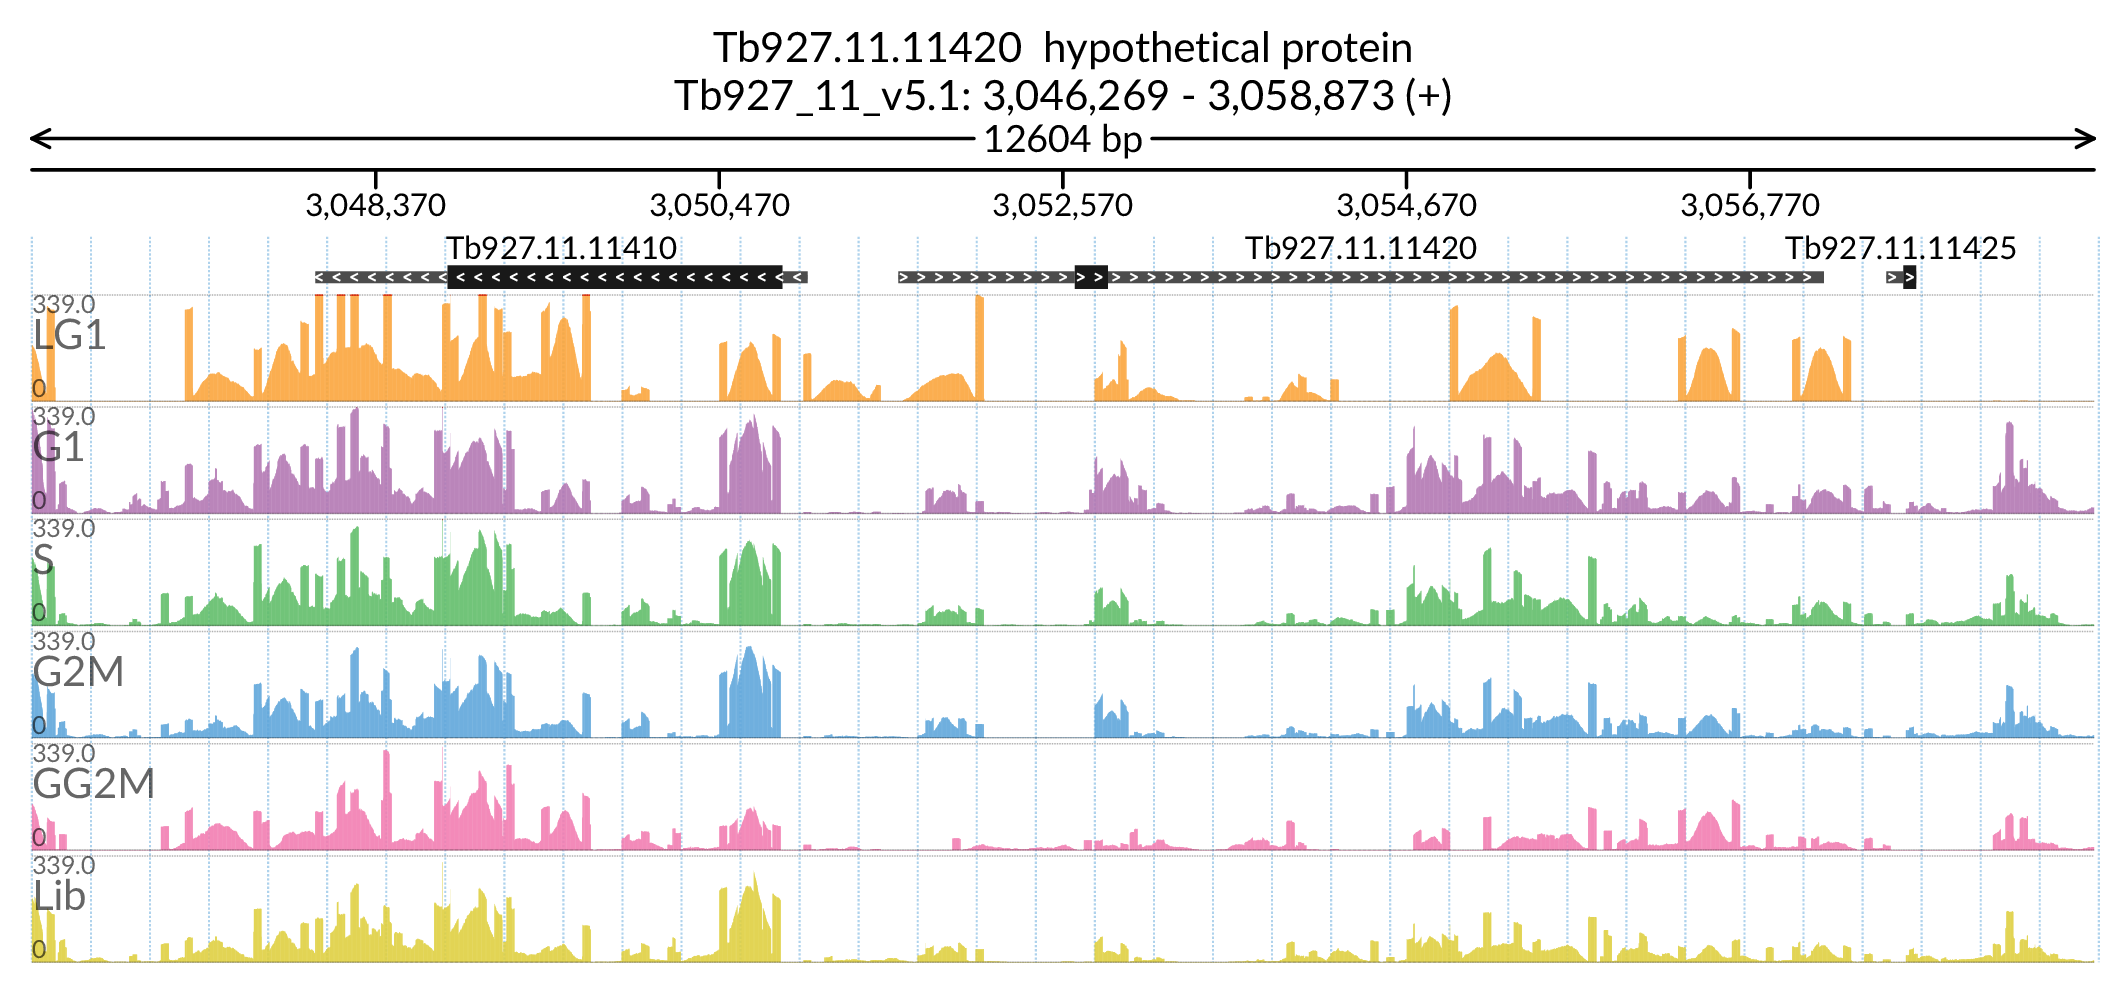 Tb927.11.11420 hypothetical protein
Tb927_11_v5.1: 3,046,269 - 3,058,873 (+)
12604 bp
3,048,370 3,050,470 3,052,570 3,054,670 3,056,770
Tb927.11.11410 Tb927.11.11420 Tb927.11.11425
339.0
LG1
0
339.0
G1
0
339.0
S
0
339.0
G2M
0
339.0
GG2M
0
339.0
Lib
0